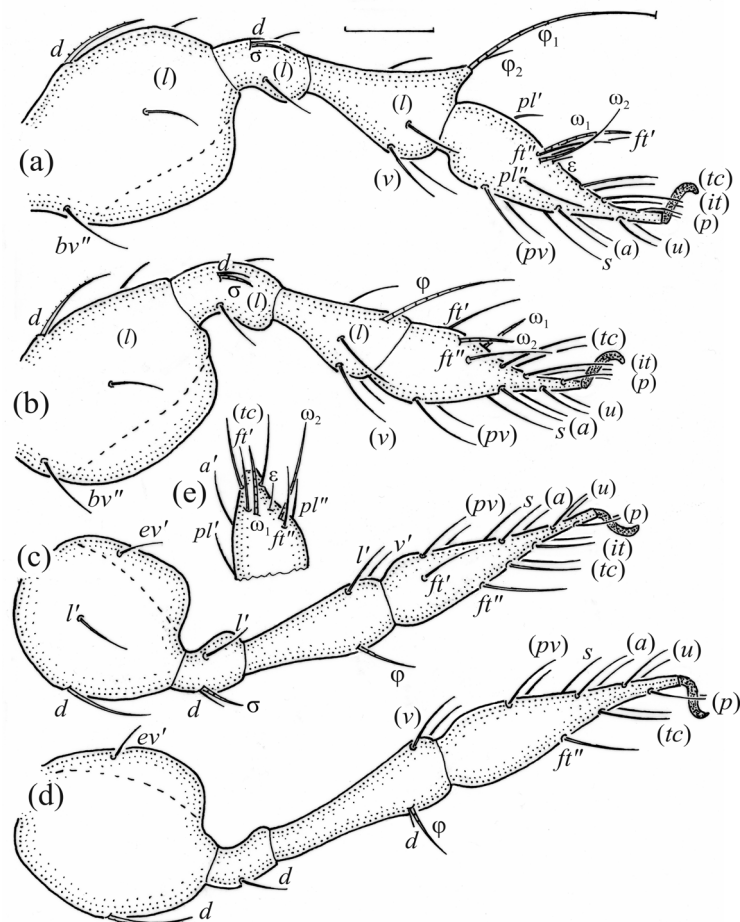 d
σ
φ₁
φ₂
(l)
(l)
(l)
pl'
ω₂
ω₁
ft'
ft"
(a)
pl"
ε
(tc)
(v)
(it)
(p)
bv"
(pv)
s
(a)
(u)
d
φ
d
σ
(l)
ft'
ω₁
(l)
(l)
ω₂
(tc)
ft"
(it)
(b)
(p)
(v)
(pv)
s
(a)
(u)
bv"
(tc)
ω₂
(e)
ft'
a'
ε
pl"
ω₁
ft"
pl'
(c)
ev'
l'
v'
(pv)
s
(a)
(u)
(p)
(it)
(tc)
l'
l'
ft'
ft"
d
d
σ
φ
(pv)
s
(a)
(u)
(v)
(p)
ev'
(tc)
ft"
(d)
φ
d
d
d